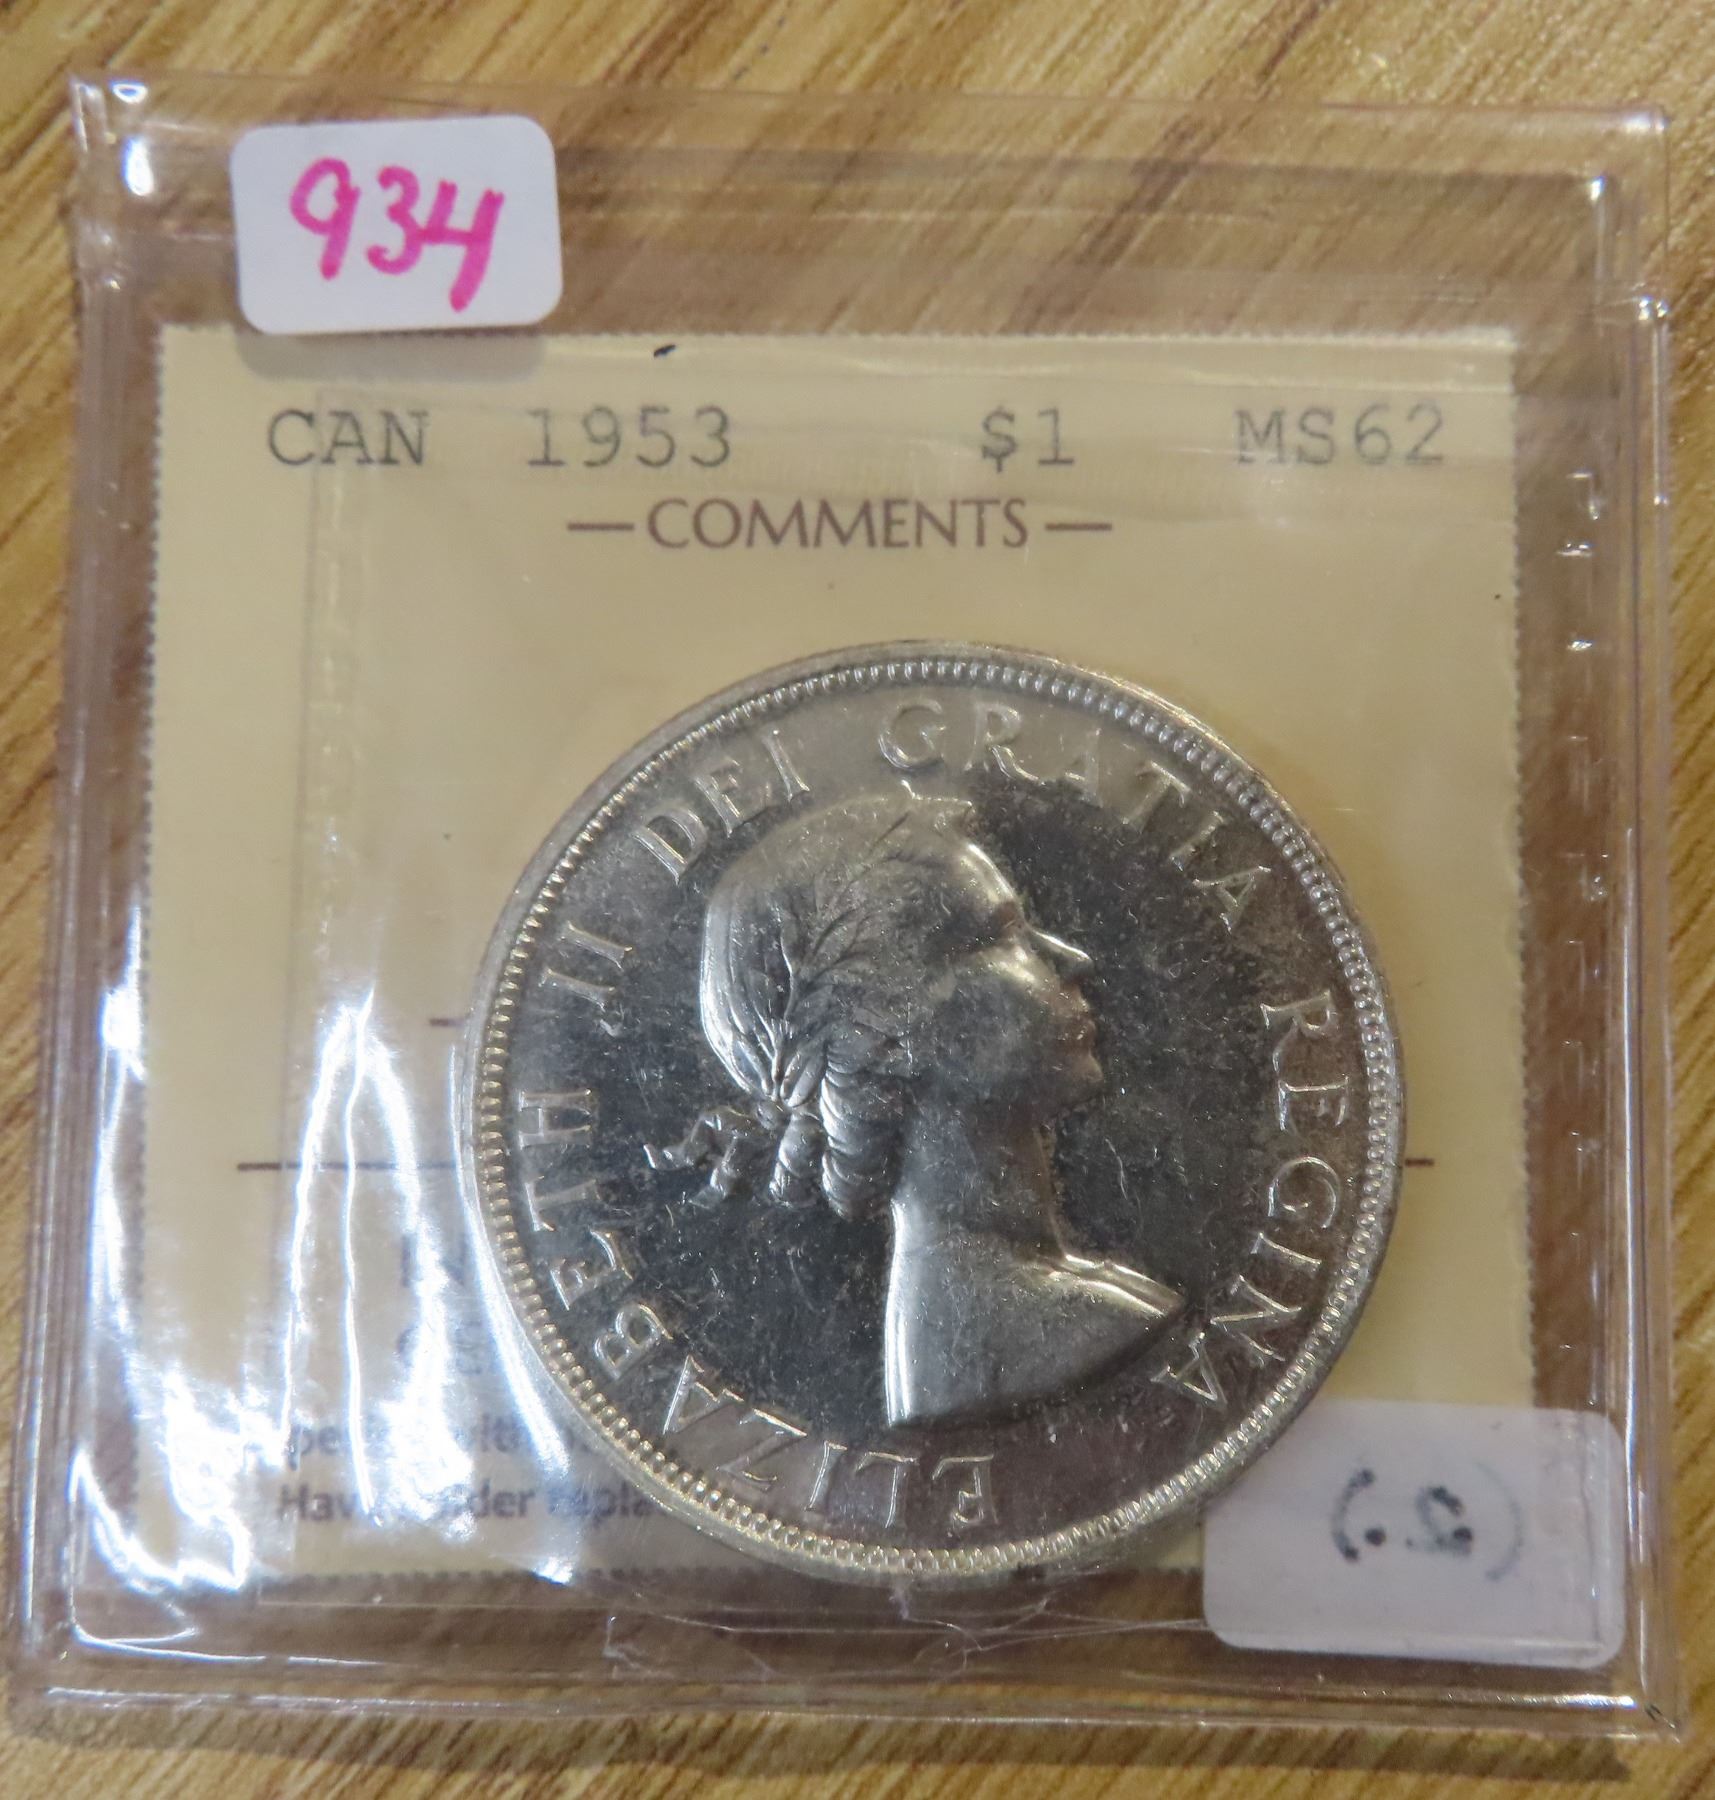 934
CAN 1953 $1 MS62
— COMMENTS —
ELIZABETH II DEI GRATIA REGINA